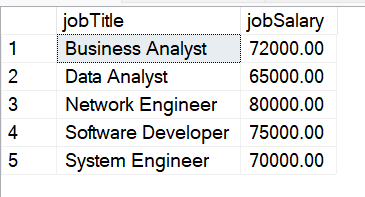 jobTitle jobSalary
1 Business Analyst 72000.00
2 Data Analyst 65000.00
3 Network Engineer 80000.00
4 Software Developer 75000.00
5 System Engineer 70000.00